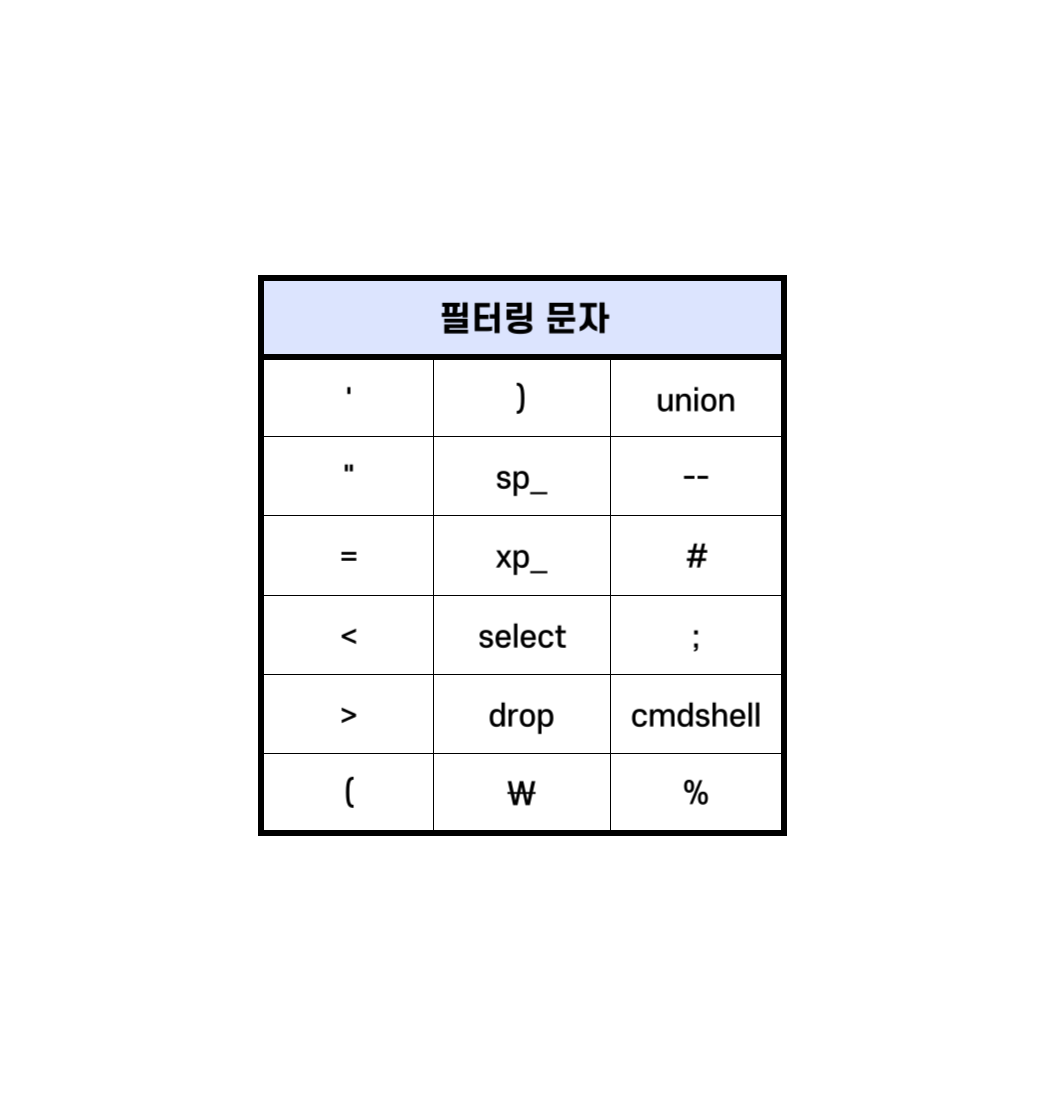 필터링 문자
' ) union
" sp_ --
= xp_ #
< select ;
> drop cmdshell
( ₩ %